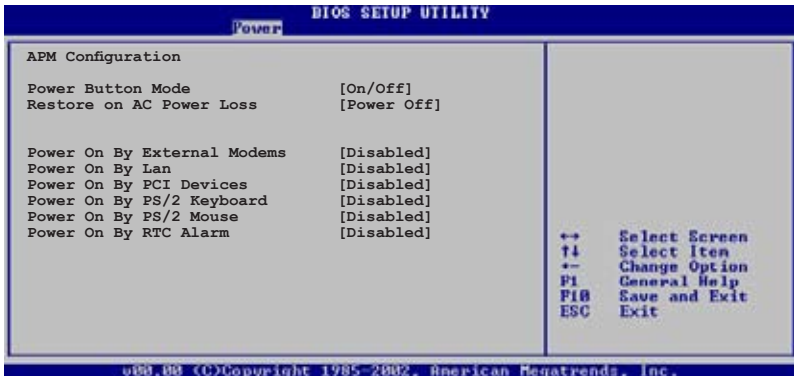 BIOS SETUP UTILITY
Power
APM Configuration
Power Button Mode [On/Off]
Restore on AC Power Loss [Power Off]
Power On By External Modems [Disabled]
Power On By Lan [Disabled]
Power On By PCI Devices [Disabled]
Power On By PS/2 Keyboard [Disabled]
Power On By PS/2 Mouse [Disabled]
Power On By RTC Alarm [Disabled]
↔ Select Screen
↑↓ Select Item
+- Change Option
F1 General Help
F10 Save and Exit
ESC Exit
v00.00 (C)Copyright 1985-2002, American Megatrends, Inc.